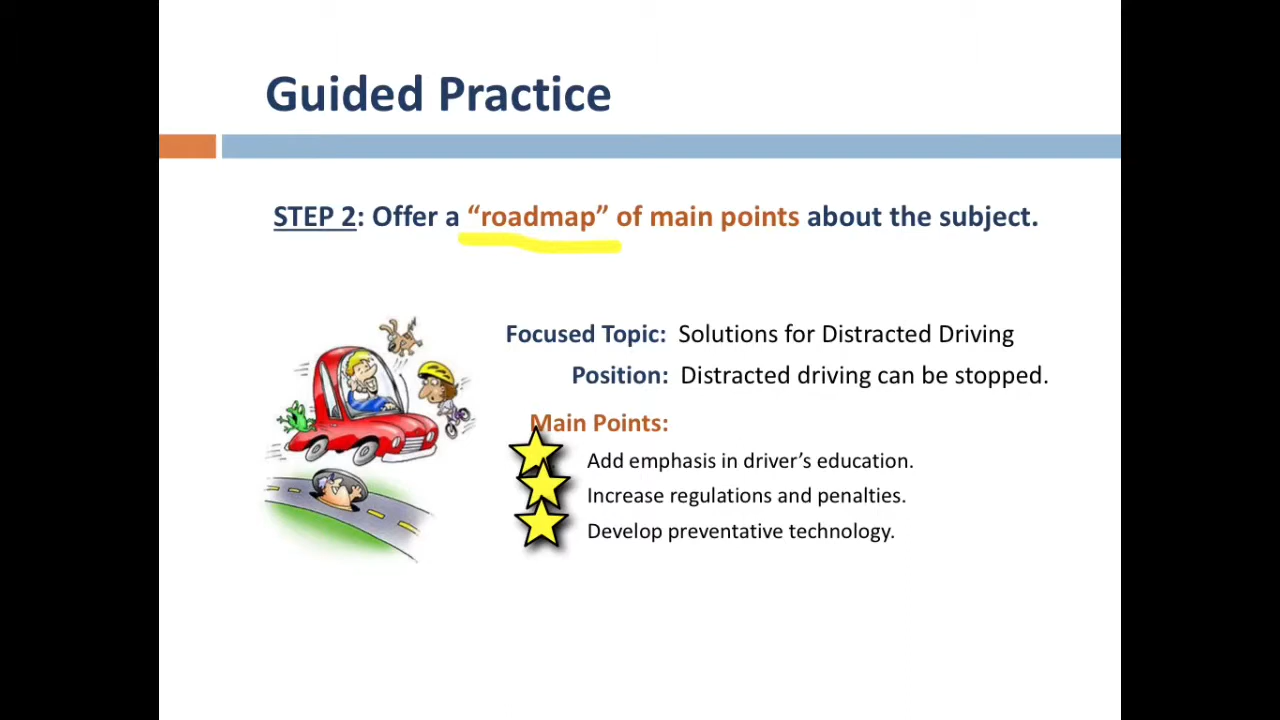 Guided Practice
STEP 2: Offer a “roadmap” of main points about the subject.
Focused Topic: Solutions for Distracted Driving
Position: Distracted driving can be stopped.
Main Points:
Add emphasis in driver’s education.
Increase regulations and penalties.
Develop preventative technology.